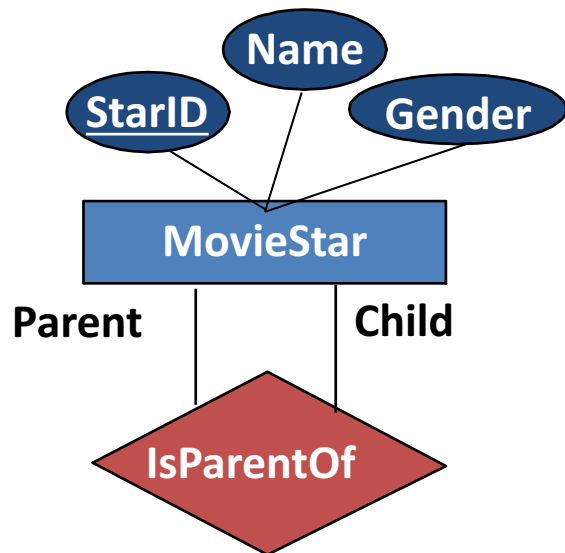 Name
StarID
Gender
MovieStar
Parent
Child
IsParentOf